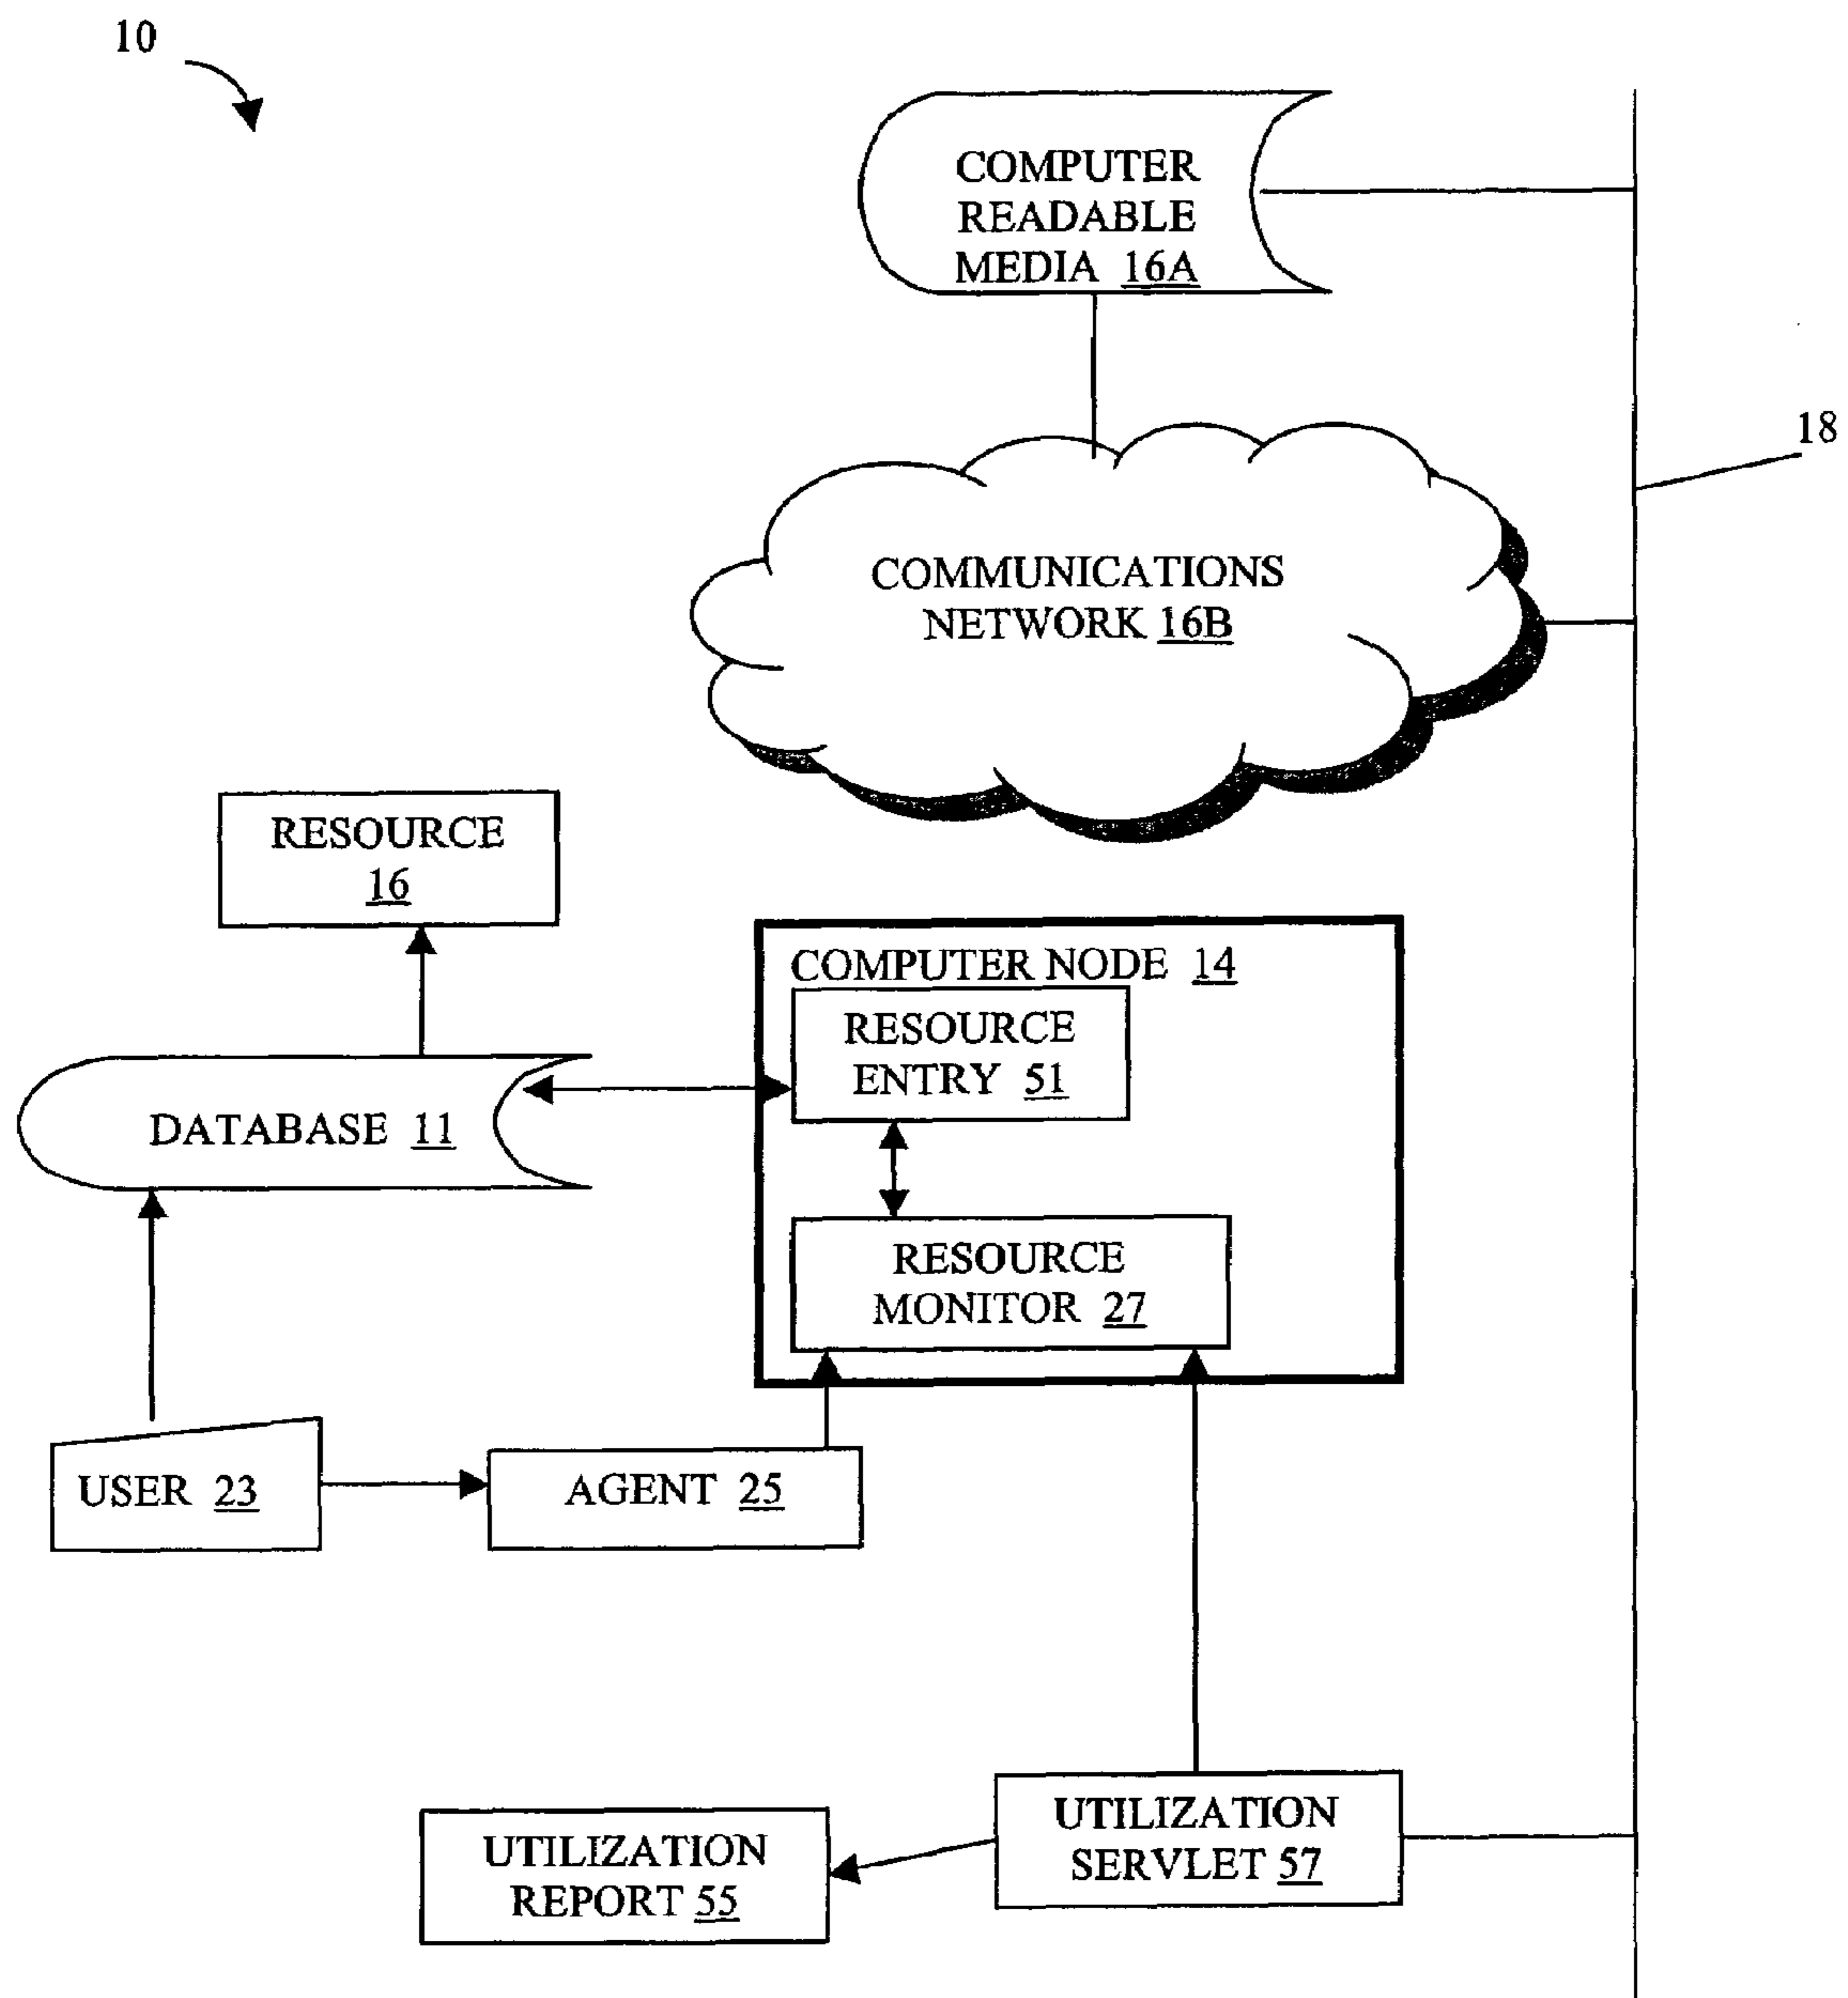 10
COMPUTER
READABLE
MEDIA 16A
18
COMMUNICATIONS
NETWORK 16B
RESOURCE
16
COMPUTER NODE 14
RESOURCE
ENTRY 51
DATABASE 11
RESOURCE
MONITOR 27
USER 23
AGENT 25
UTILIZATION
SERVLET 57
UTILIZATION
REPORT 55